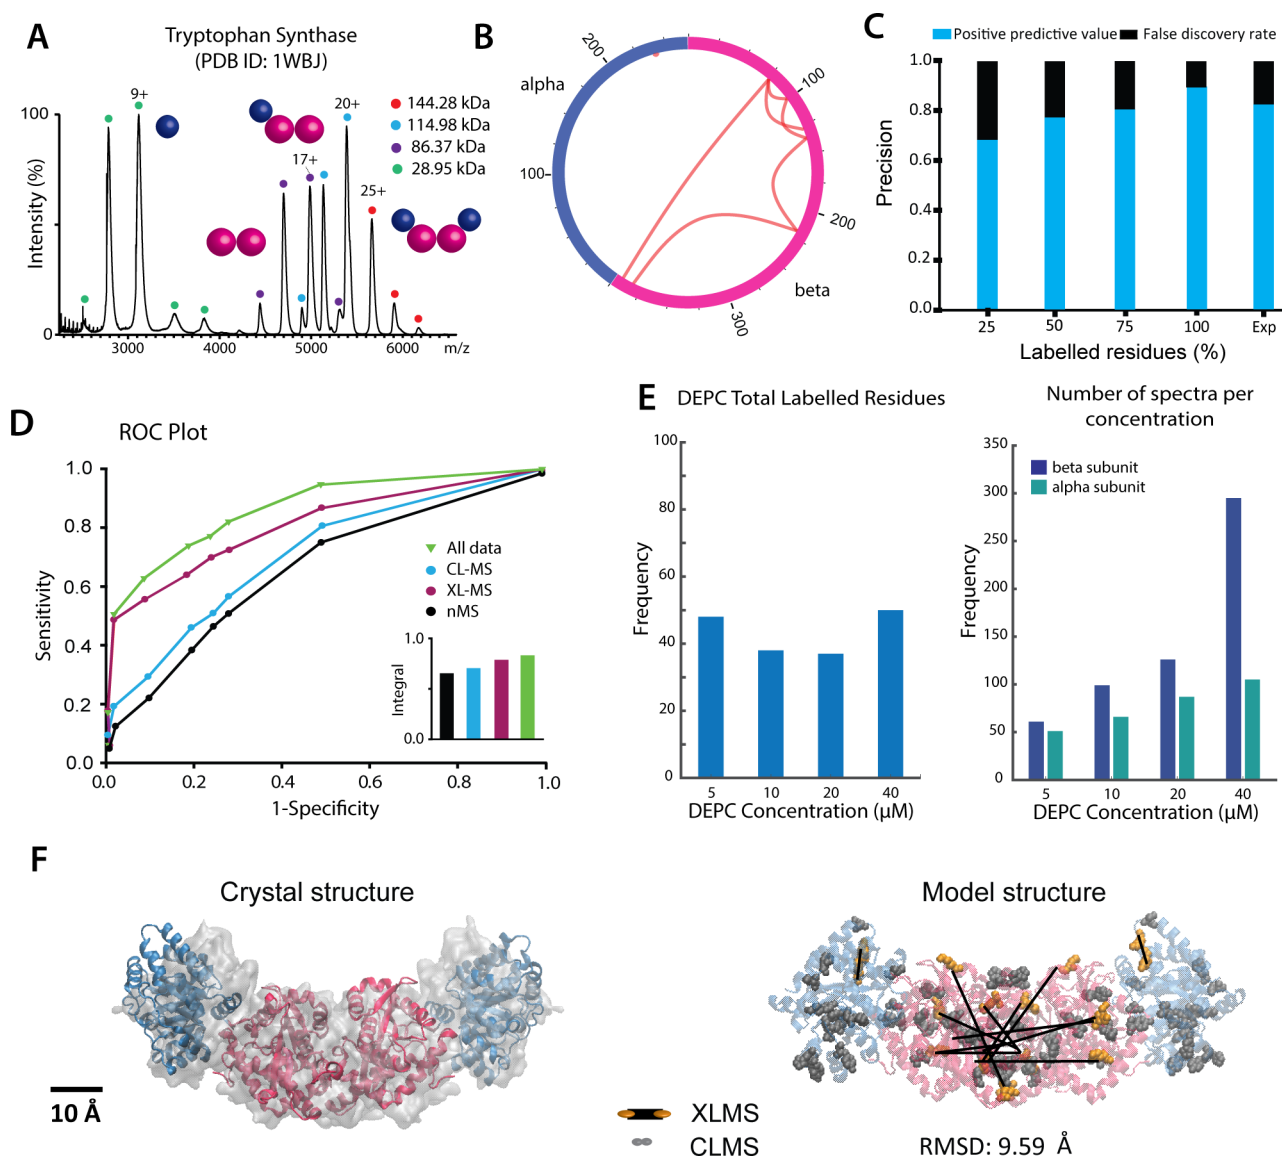 A
Tryptophan Synthase
(PDB ID: 1WBJ)
100
Intensity (%)
0
9+
17+
20+
25+
144.28 kDa
114.98 kDa
86.37 kDa
28.95 kDa
3000
4000
5000
6000
m/z
B
200
alpha
100
100
200
beta
300
C
Positive predictive value
False discovery rate
Precision
1.0
0.8
0.6
0.4
0.2
0.0
25
50
75
100
Exp
Labelled residues (%)
D
ROC Plot
Sensitivity
1.0
0.8
0.6
0.4
0.2
0.0
All data
CL-MS
XL-MS
nMS
Integral
1.0
0.0
0.0
0.2
0.4
0.6
0.8
1.0
1-Specificity
E
DEPC Total Labelled Residues
Frequency
100
80
60
40
20
0
5
10
20
40
DEPC Concentration (µM)
Number of spectra per
concentration
beta subunit
alpha subunit
Frequency
350
300
250
200
150
100
50
0
5
10
20
40
DEPC Concentration (µM)
F
Crystal structure
10 Å
Model structure
XLMS
CLMS
RMSD: 9.59 Å